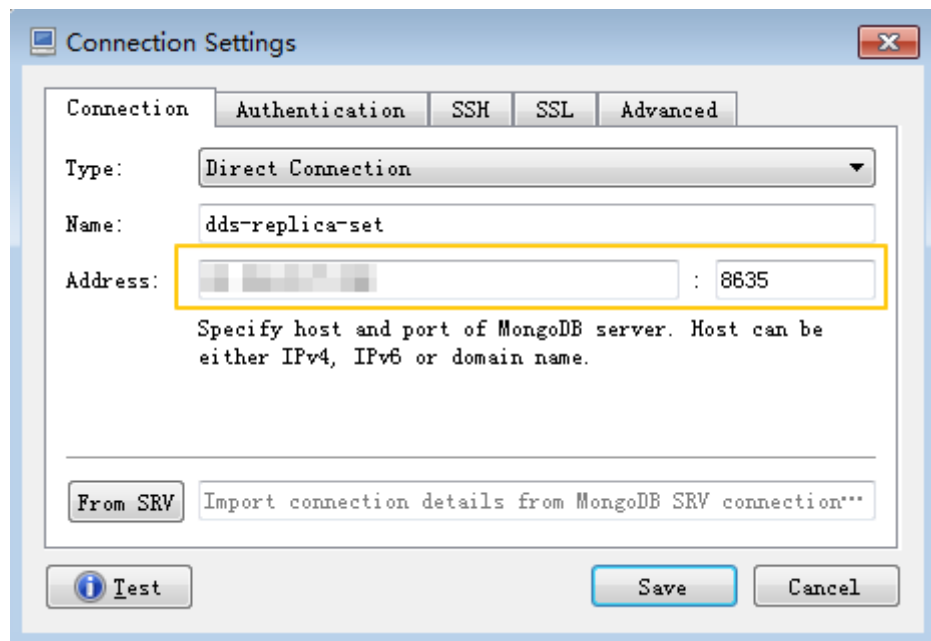 Connection Settings
Connection Authentication SSH SSL Advanced
Type: Direct Connection
Name: dds-replica-set
Address: : 8635
Specify host and port of MongoDB server. Host can be
either IPv4, IPv6 or domain name.
From SRV Import connection details from MongoDB SRV connection···
Test Save Cancel